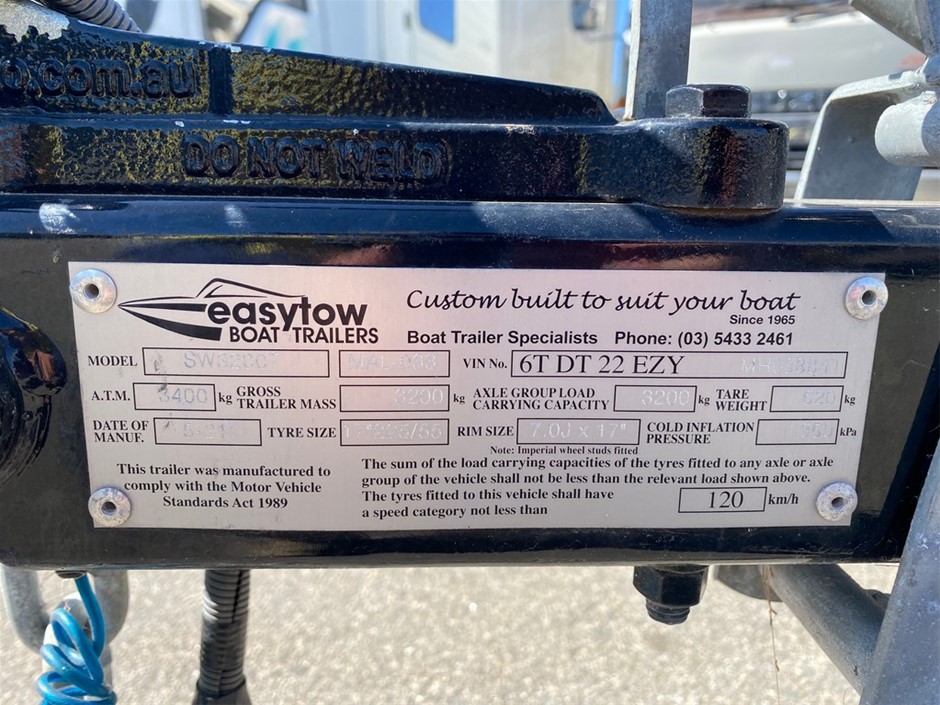 o.com.au
DO NOT WELD
easytow
BOAT TRAILERS
Custom built to suit your boat
Since 1965
Boat Trailer Specialists Phone: (03) 5433 2461
MODEL VIN No. 6T DT 22 EZY
A.T.M. 3400 kg GROSS TRAILER MASS 3200 kg AXLE GROUP LOAD CARRYING CAPACITY 3200 kg TARE WEIGHT 620 kg
DATE OF MANUF. TYRE SIZE RIM SIZE 7.0J x 17" COLD INFLATION PRESSURE kPa
Note: Imperial wheel studs fitted
This trailer was manufactured to
comply with the Motor Vehicle
Standards Act 1989
The sum of the load carrying capacities of the tyres fitted to any axle or axle
group of the vehicle shall not be less than the relevant load shown above.
The tyres fitted to this vehicle shall have
a speed category not less than 120 km/h